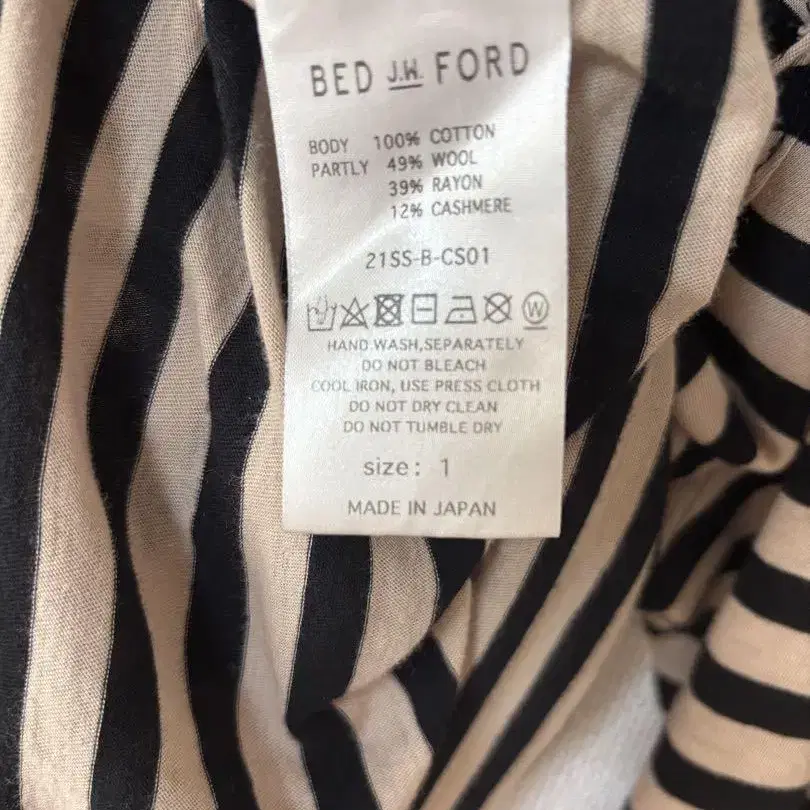 BED J.W. FORD
BODY 100% COTTON
PARTLY 49% WOOL
39% RAYON
12% CASHMERE
21SS-B-CS01
W
HAND WASH,SEPARATELY
DO NOT BLEACH
COOL IRON, USE PRESS CLOTH
DO NOT DRY CLEAN
DO NOT TUMBLE DRY
size: 1
MADE IN JAPAN